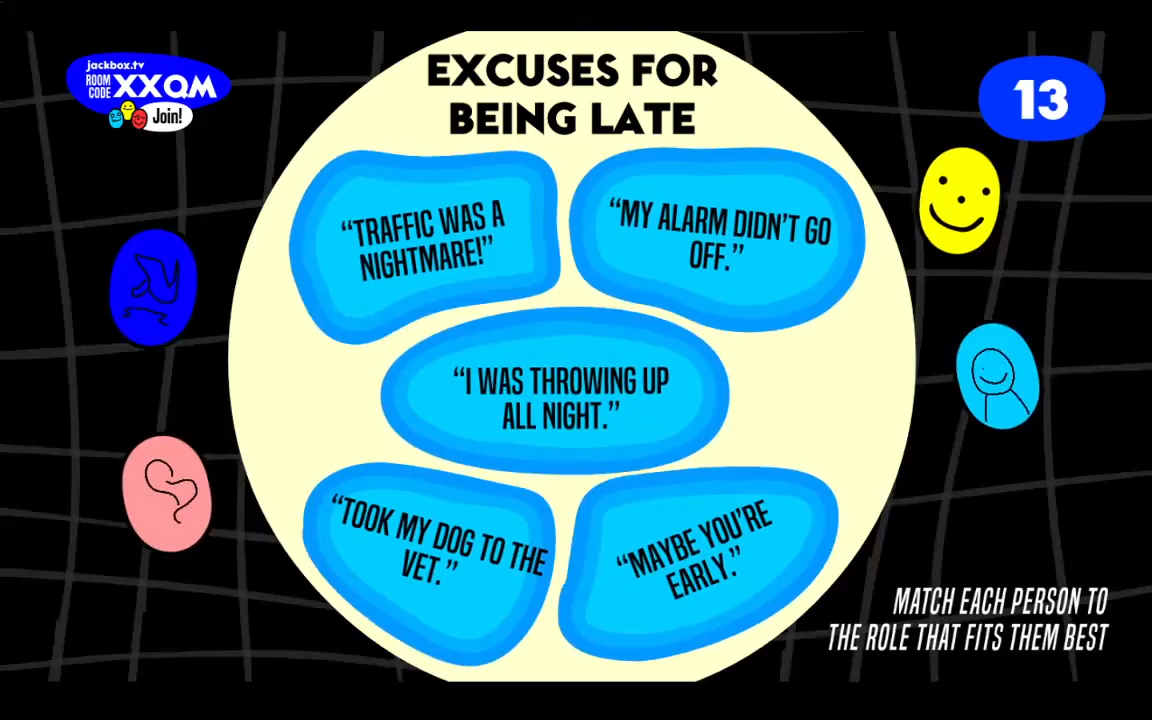 jackbox.tv
ROOM
CODE
XXQM
Join!
EXCUSES FOR
BEING LATE
13
“TRAFFIC WAS A
NIGHTMARE!”
“MY ALARM DIDN’T GO
OFF.”
“I WAS THROWING UP
ALL NIGHT.”
“TOOK MY DOG TO THE
VET.”
“MAYBE YOU’RE
EARLY.”
MATCH EACH PERSON TO
THE ROLE THAT FITS THEM BEST